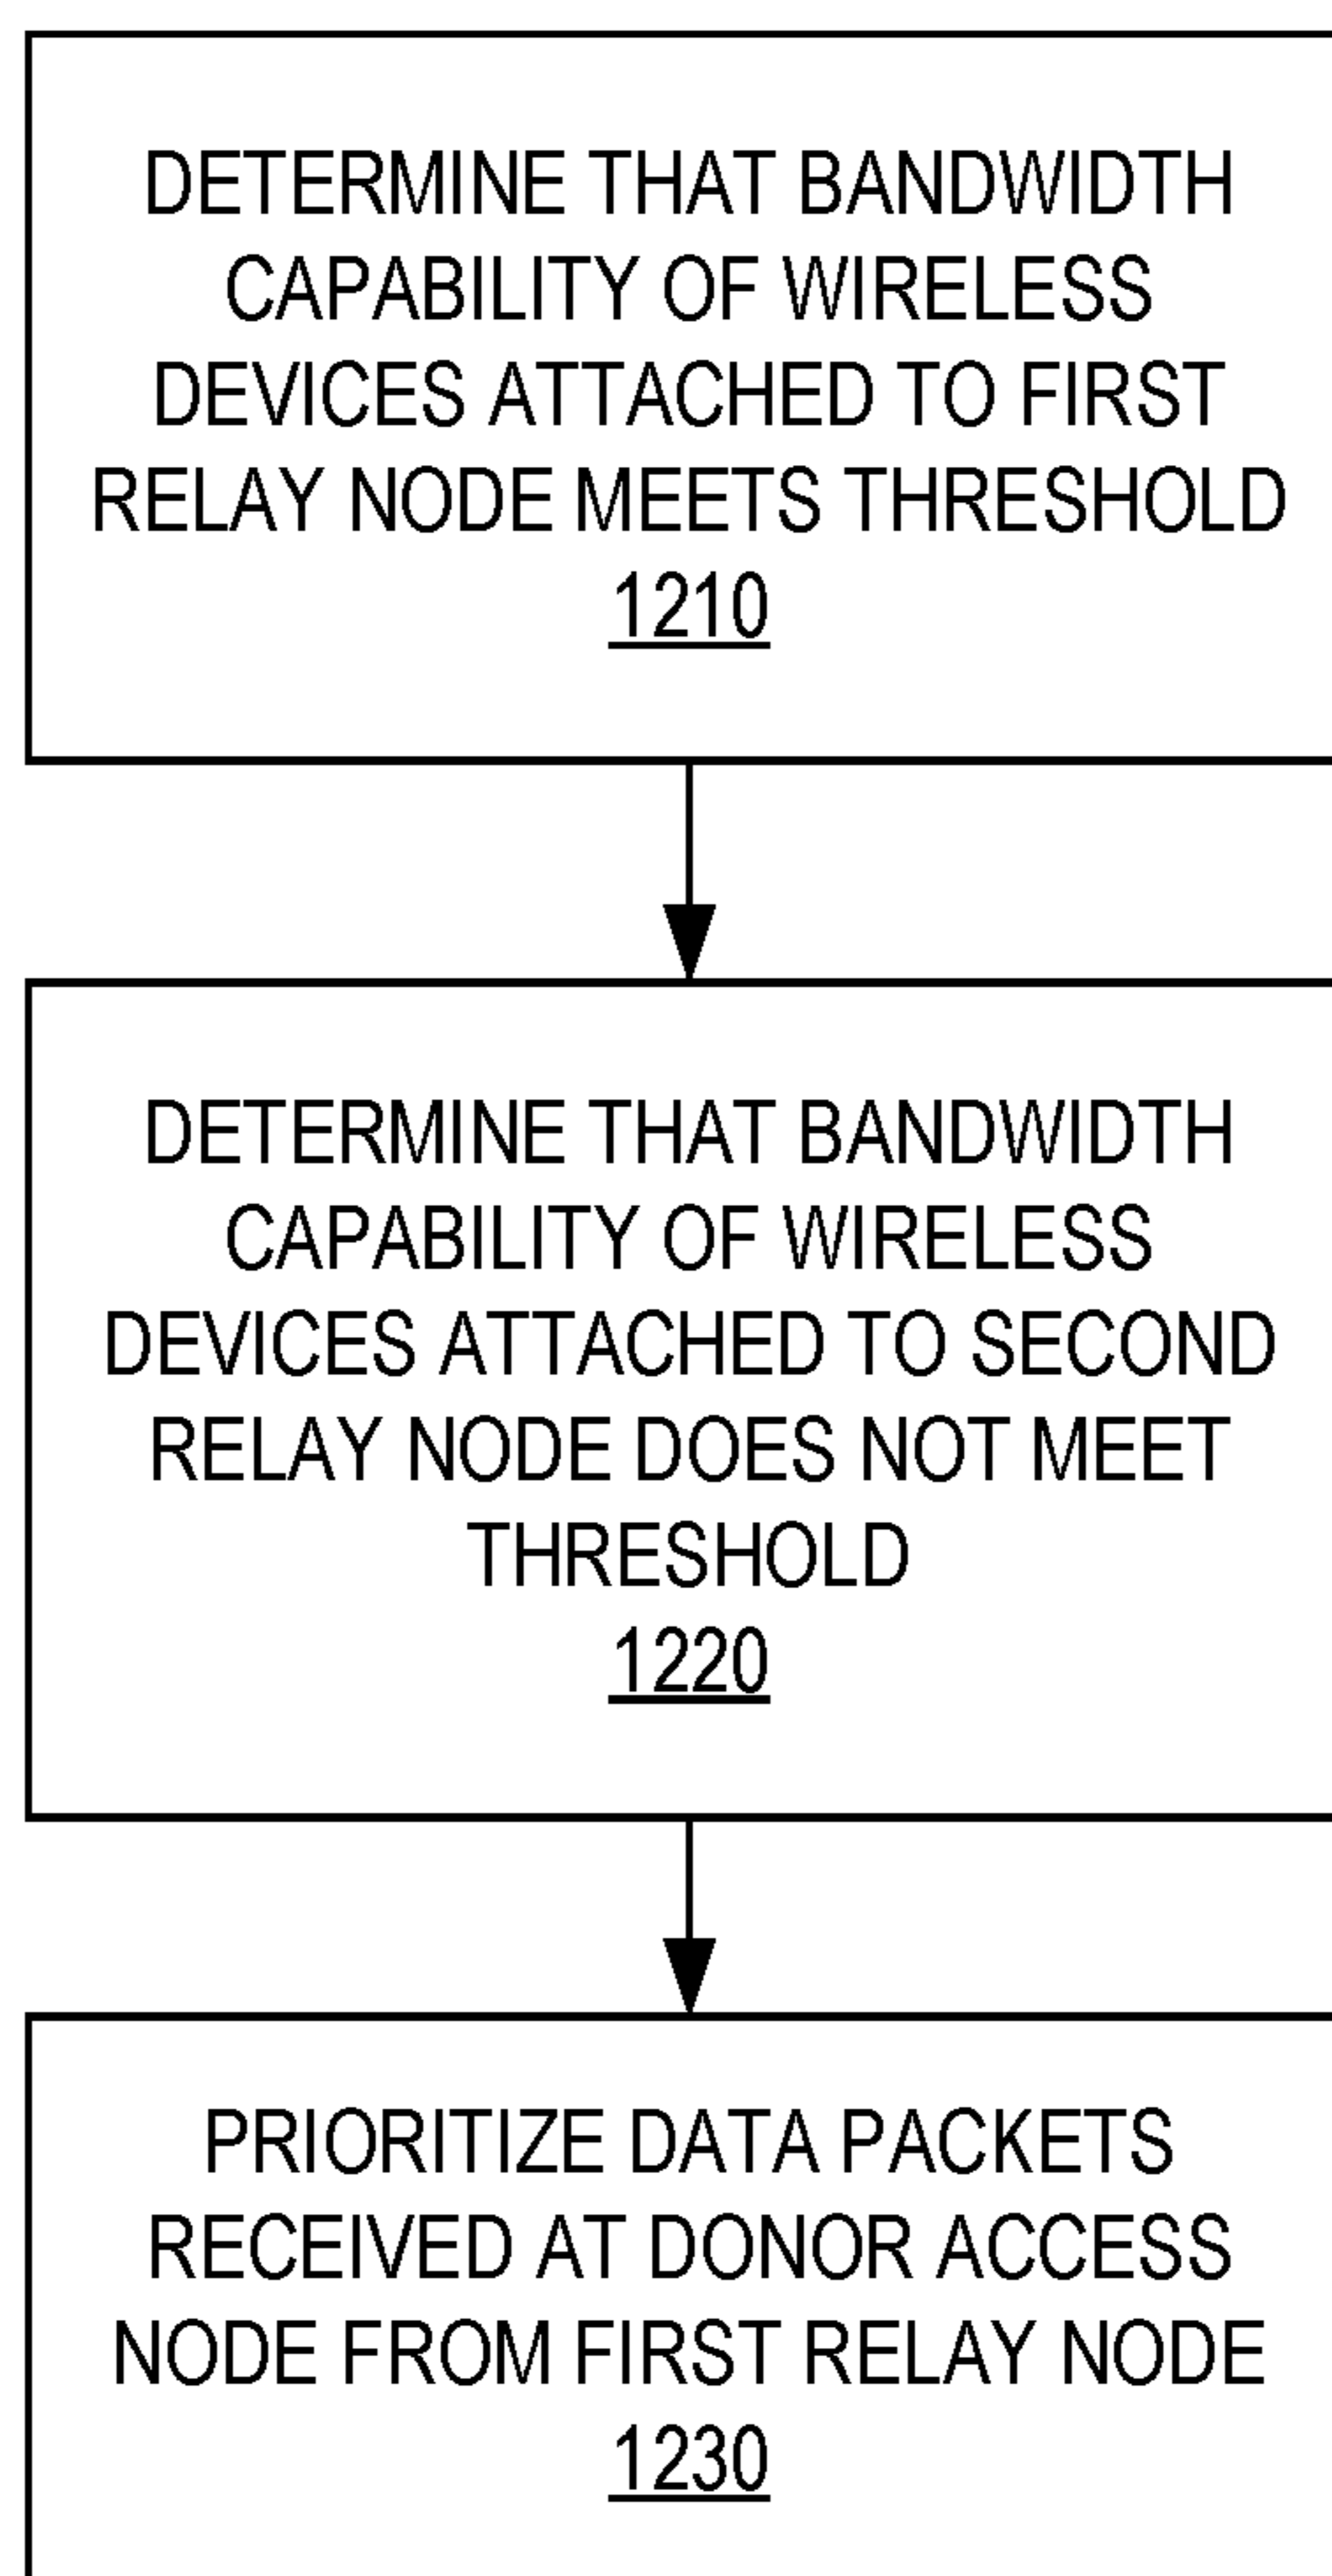 DETERMINE THAT BANDWIDTH
CAPABILITY OF WIRELESS
DEVICES ATTACHED TO FIRST
RELAY NODE MEETS THRESHOLD
1210
DETERMINE THAT BANDWIDTH
CAPABILITY OF WIRELESS
DEVICES ATTACHED TO SECOND
RELAY NODE DOES NOT MEET
THRESHOLD
1220
PRIORITIZE DATA PACKETS
RECEIVED AT DONOR ACCESS
NODE FROM FIRST RELAY NODE
1230